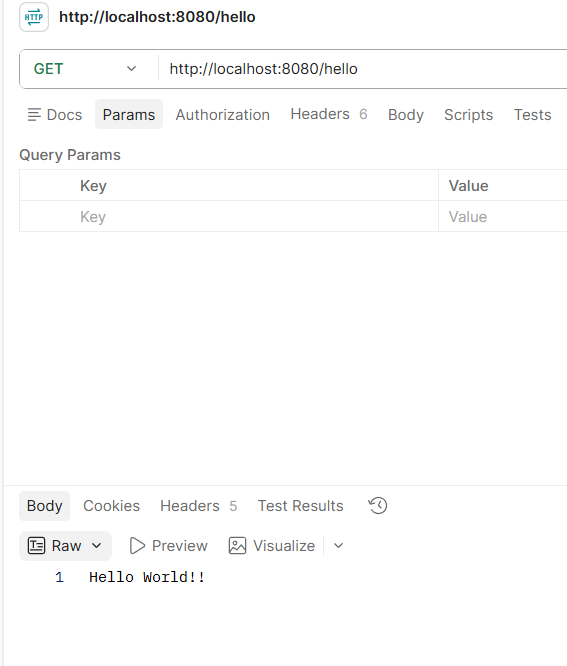 HTTP http://localhost:8080/hello
GET http://localhost:8080/hello
Docs Params Authorization Headers 6 Body Scripts Tests
Query Params
Key Value
Key Value
Body Cookies Headers 5 Test Results
Raw Preview Visualize
1 Hello World!!